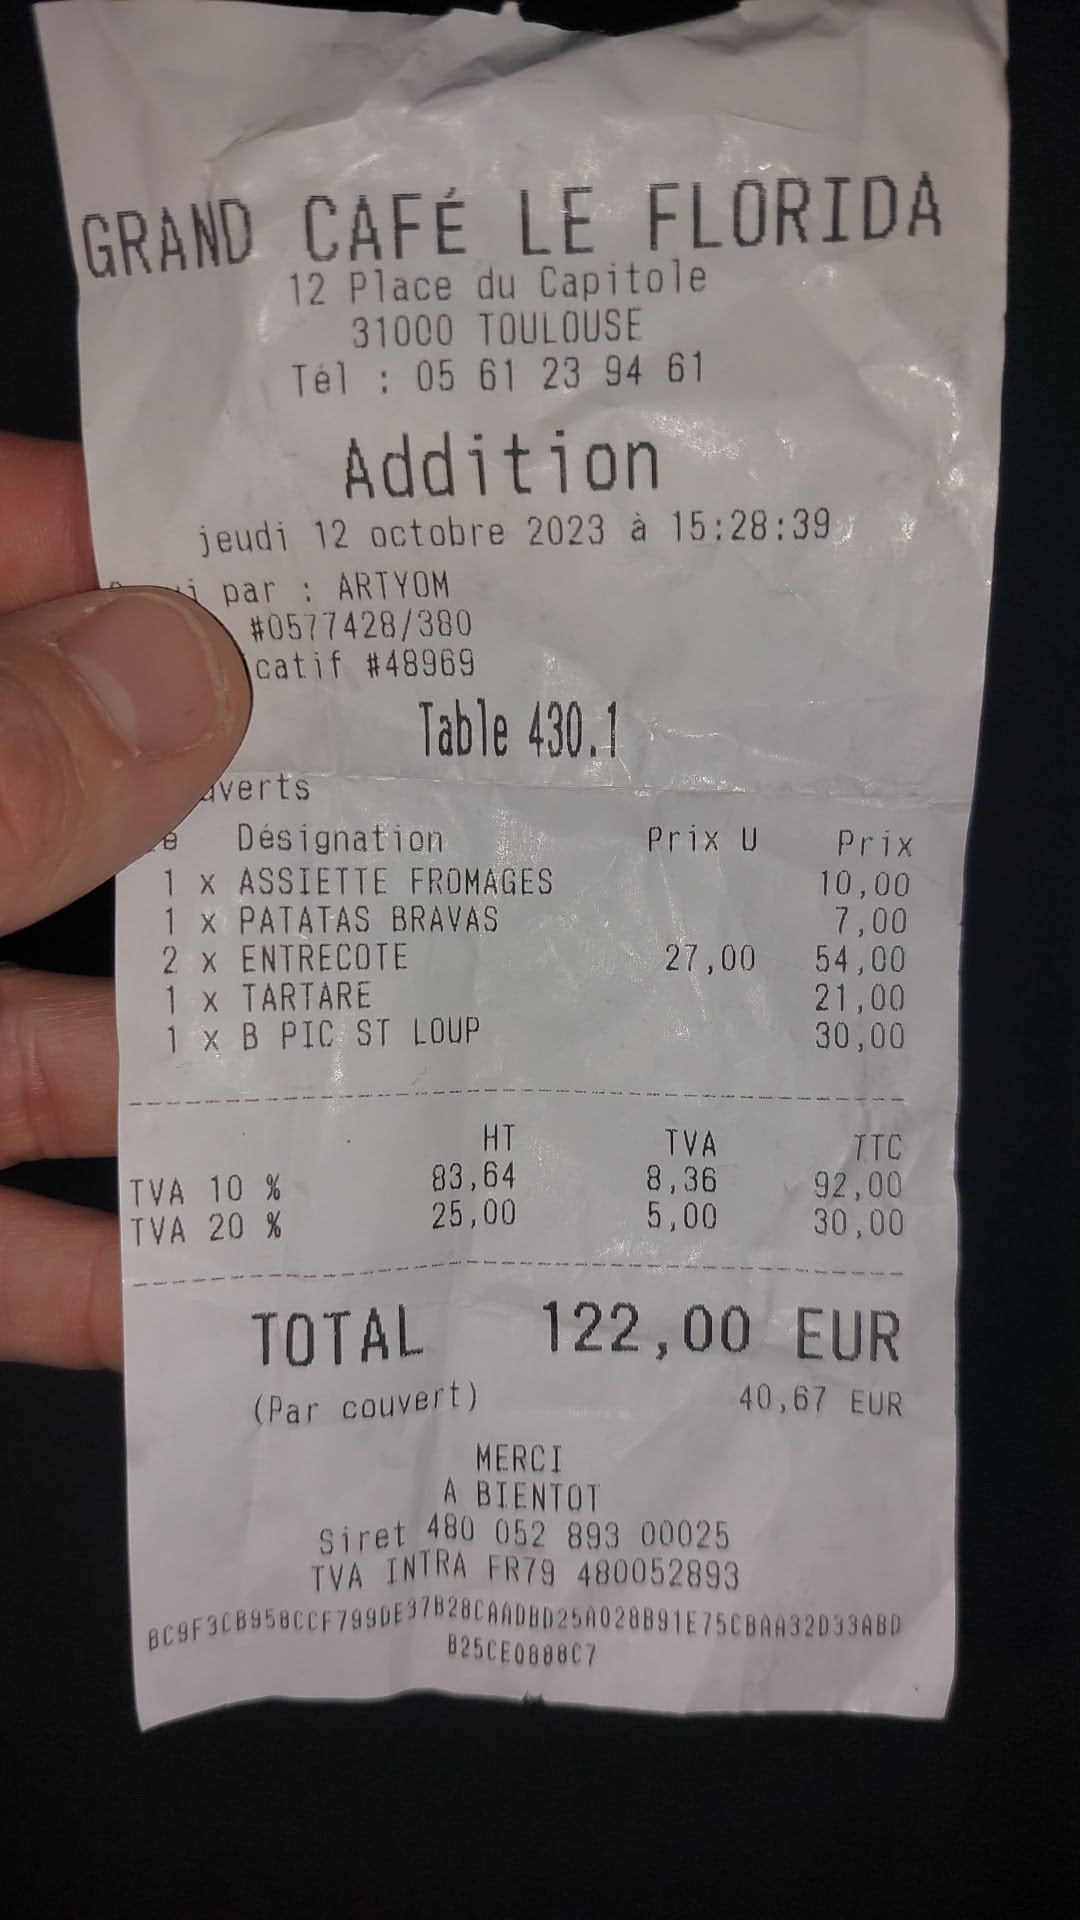 GRAND CAFÉ LE FLORIDA
12 Place du Capitole
31000 TOULOUSE
Tél : 05 61 23 94 61
Addition
jeudi 12 octobre 2023 à 15:28:39
par : ARTYOM
#0577428/380
catif #48969
Table 430.1
uverts
Désignation Prix U Prix
1 x ASSIETTE FROMAGES 10,00
1 x PATATAS BRAVAS 7,00
2 x ENTRECOTE 27,00 54,00
1 x TARTARE 21,00
1 x B PIC ST LOUP 30,00
HT TVA TTC
TVA 10 % 83,64 8,36 92,00
TVA 20 % 25,00 5,00 30,00
TOTAL 122,00 EUR
(Par couvert) 40,67 EUR
MERCI
A BIENTOT
Siret 480 052 893 00025
TVA INTRA FR79 480052893
BC9F3CB958CCF799DE37B28CAADBD25A028B91E75CBAA32D33ABD
B25CE0888C7